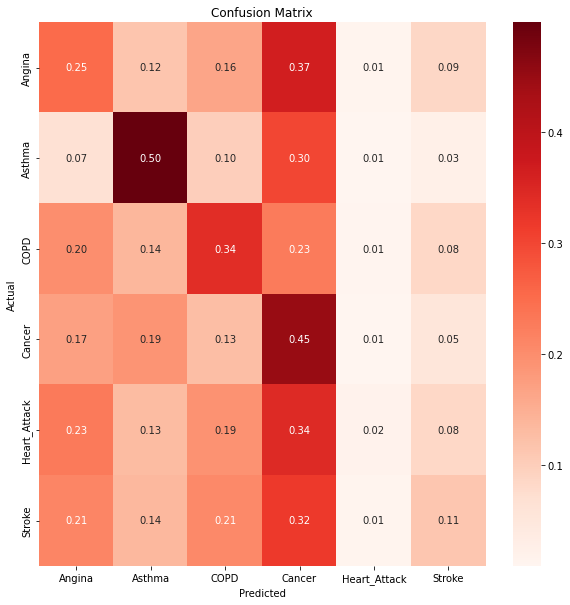 Confusion Matrix
Angina 0.25 0.12 0.16 0.37 0.01 0.09
Asthma 0.07 0.50 0.10 0.30 0.01 0.03
COPD 0.20 0.14 0.34 0.23 0.01 0.08
Cancer 0.17 0.19 0.13 0.45 0.01 0.05
Heart_Attack 0.23 0.13 0.19 0.34 0.02 0.08
Stroke 0.21 0.14 0.21 0.32 0.01 0.11
Actual
Angina Asthma COPD Cancer Heart_Attack Stroke
Predicted
0.4
0.3
0.2
0.1